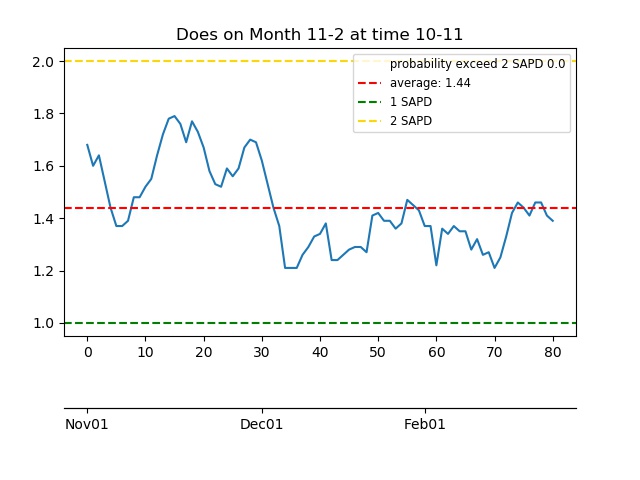 Does on Month 11-2 at time 10-11
probability exceed 2 SAPD 0.0
average: 1.44
1 SAPD
2 SAPD
2.0
1.8
1.6
1.4
1.2
1.0
0 10 20 30 40 50 60 70 80
Nov01 Dec01 Feb01